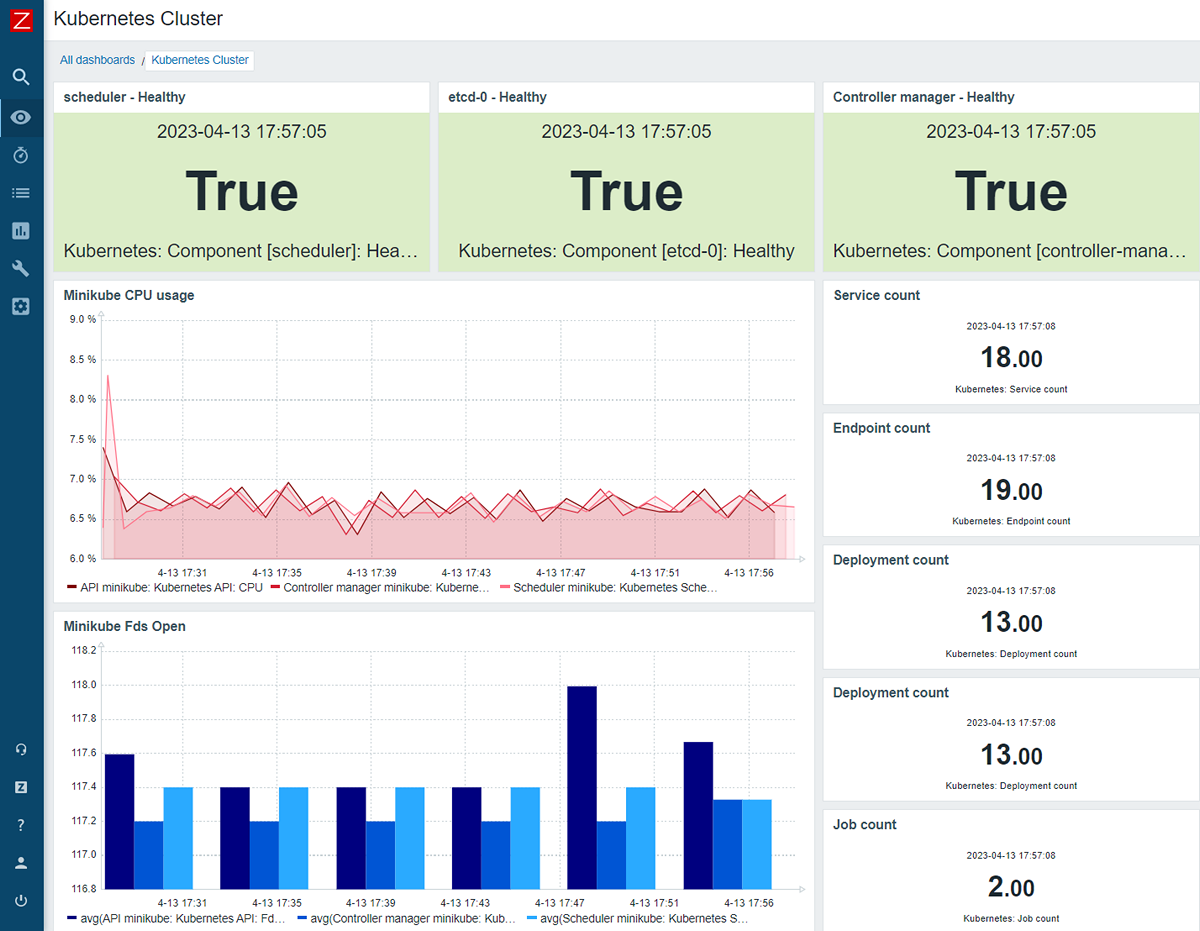 Z
Kubernetes Cluster
All dashboards / Kubernetes Cluster
scheduler - Healthy
2023-04-13 17:57:05
True
Kubernetes: Component [scheduler]: Hea…
etcd-0 - Healthy
2023-04-13 17:57:05
True
Kubernetes: Component [etcd-0]: Healthy
Controller manager - Healthy
2023-04-13 17:57:05
True
Kubernetes: Component [controller-mana…
Minikube CPU usage
9.0 %
8.5 %
8.0 %
7.5 %
7.0 %
6.5 %
6.0 %
4-13 17:31 4-13 17:35 4-13 17:39 4-13 17:43 4-13 17:47 4-13 17:51 4-13 17:56
API minikube: Kubernetes API: CPU Controller manager minikube: Kuberne… Scheduler minikube: Kubernetes Sche…
Service count
2023-04-13 17:57:08
18.00
Kubernetes: Service count
Endpoint count
2023-04-13 17:57:08
19.00
Kubernetes: Endpoint count
Deployment count
2023-04-13 17:57:08
13.00
Kubernetes: Deployment count
Minikube Fds Open
118.2
118.0
117.8
117.6
117.4
117.2
117.0
116.8
4-13 17:31 4-13 17:35 4-13 17:39 4-13 17:43 4-13 17:47 4-13 17:51 4-13 17:56
avg(API minikube: Kubernetes API: Fd… avg(Controller manager minikube: Kub… avg(Scheduler minikube: Kubernetes S…
Deployment count
2023-04-13 17:57:08
13.00
Kubernetes: Deployment count
Job count
2023-04-13 17:57:08
2.00
Kubernetes: Job count
Z
?